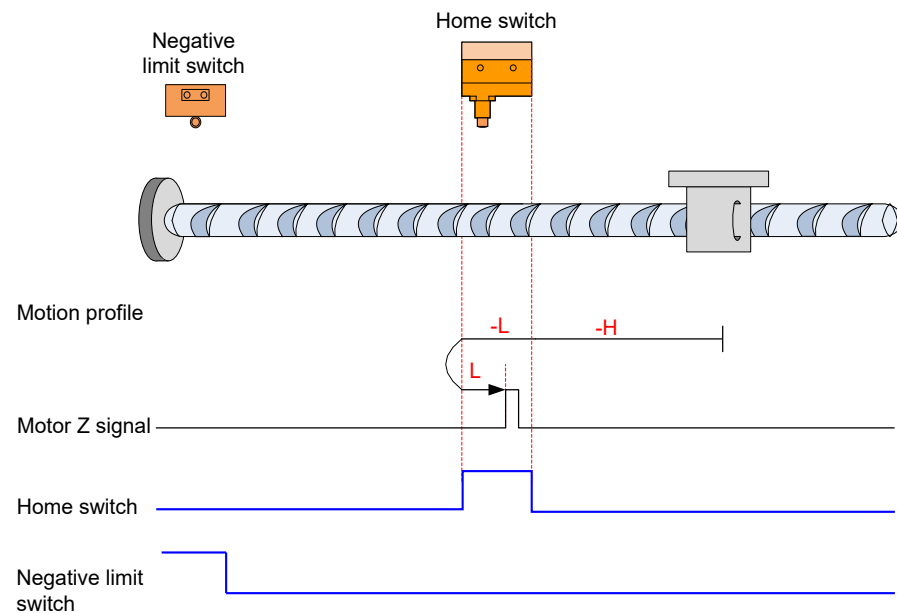 Home switch
Negative
limit switch
Motion profile
-L
-H
L
Motor Z signal
Home switch
Negative limit
switch